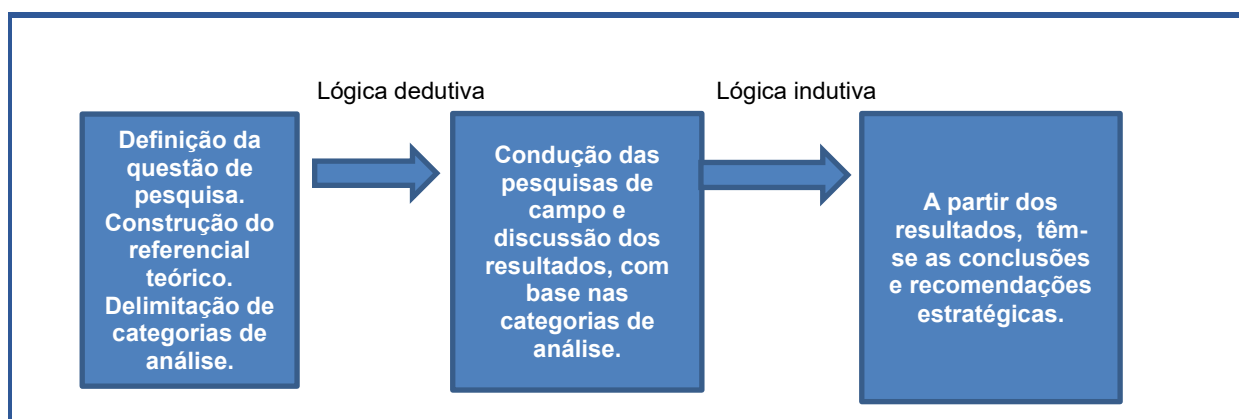 Lógica dedutiva
Lógica indutiva
Definição da
questão de
pesquisa.
Construção do
referencial
teórico.
Delimitação de
categorias de
análise.
Condução das
pesquisas de
campo e
discussão dos
resultados, com
base nas
categorias de
análise.
A partir dos
resultados,  têm-
se as conclusões
e recomendações
estratégicas.